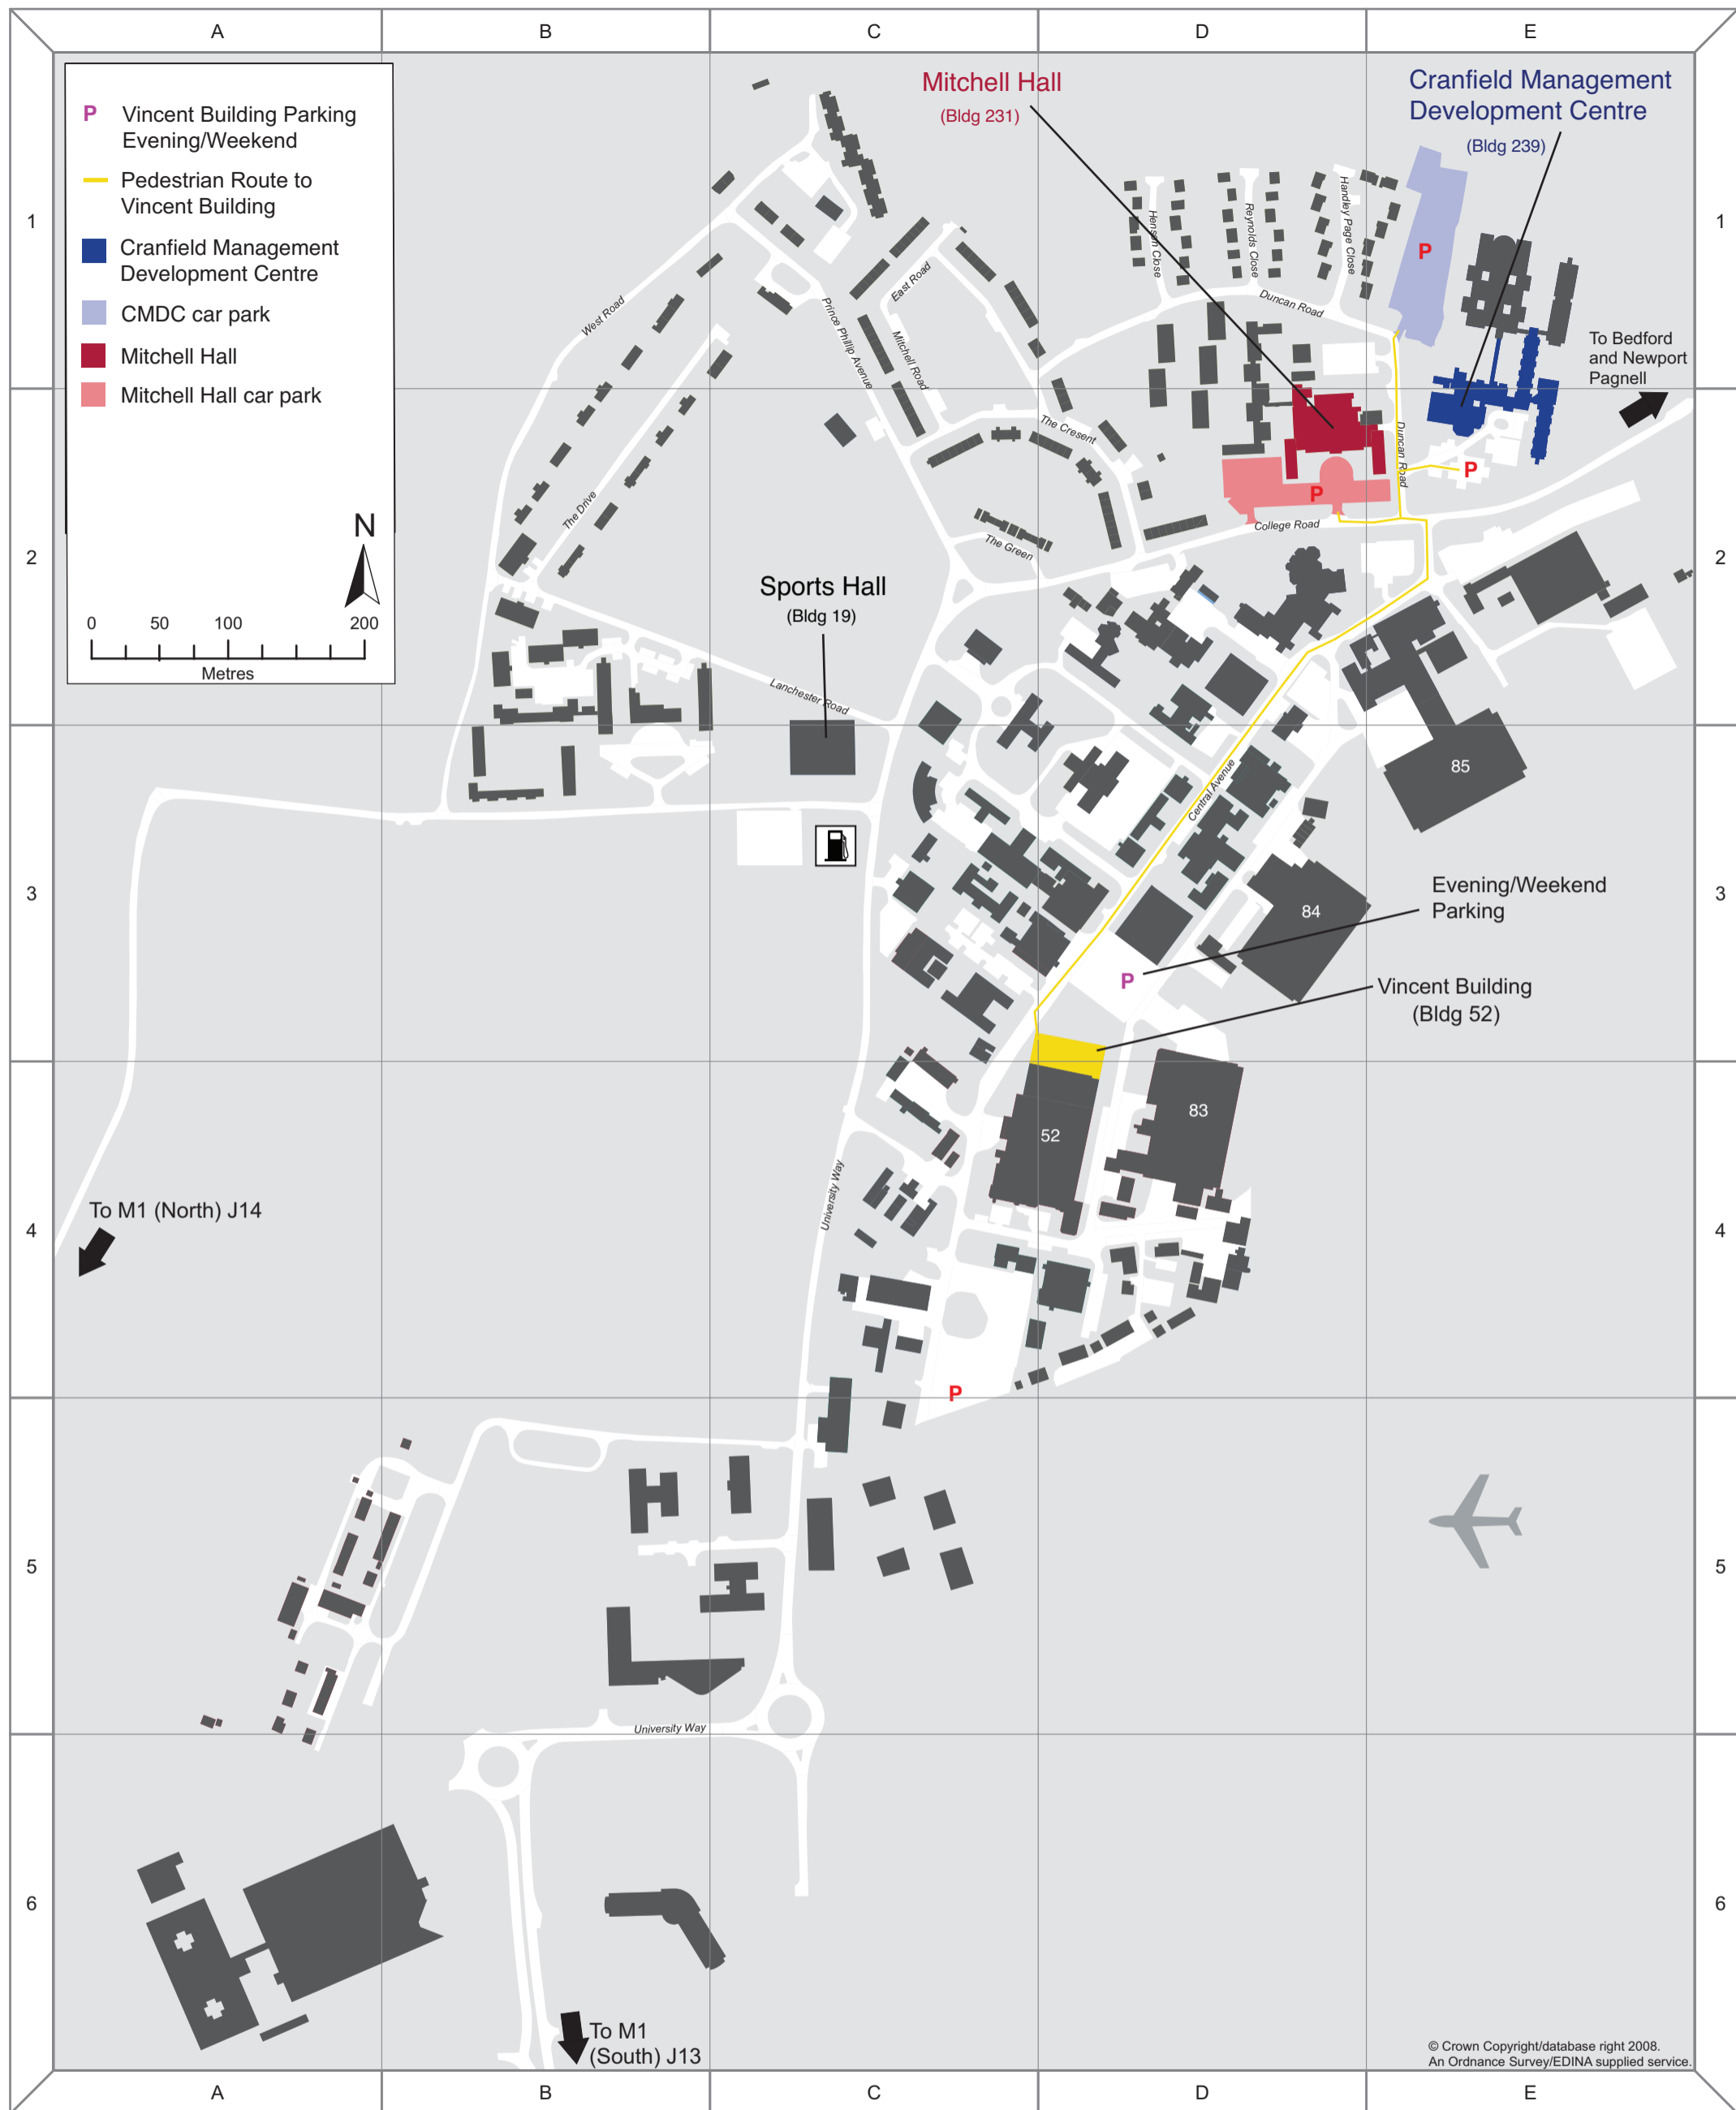 A B C D E
P Vincent Building Parking
Evening/Weekend
Pedestrian Route to
Vincent Building
Cranfield Management
Development Centre
CMDC car park
Mitchell Hall
Mitchell Hall car park
N
0 50 100 200
Metres
Mitchell Hall
(Bldg 231)
Cranfield Management
Development Centre
(Bldg 239)
1
1
Henson Close
Reynolds Close
Handley Page Close
P
East Road
Duncan Road
West Road
Prince Phillip Avenue
Mitchell Road
To Bedford
and Newport
Pagnell
The Cresent
Duncan Road
P
P
The Drive
College Road
The Green
2
2
Sports Hall
(Bldg 19)
Lanchester Road
85
Central Avenue
3
3
Evening/Weekend
Parking
84
P
Vincent Building
(Bldg 52)
83
52
University Way
To M1 (North) J14
4
4
P
5
5
University Way
6
6
To M1
(South) J13
© Crown Copyright/database right 2008.
An Ordnance Survey/EDINA supplied service.
A B C D E